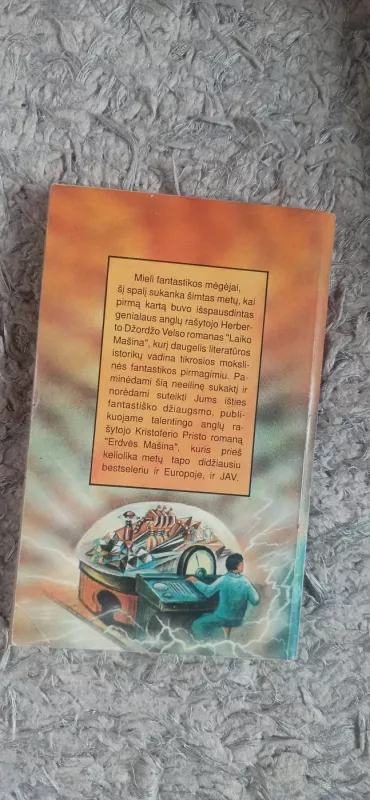 Mieli fantastikos mėgėjai,
šį spalį sukanka šimtas metų, kai
pirmą kartą buvo išspausdintas
genialaus anglų rašytojo Herber-
to Džordžo Velso romanas "Laiko
Mašina", kurį daugelis literatūros
istorikų vadina tikrosios moksli-
nės fantastikos pirmagimiu. Pa-
minėdami šią neeilinę sukaktį ir
norėdami suteikti Jums išties
fantastiško džiaugsmo, publi-
kuojame talentingo anglų ra-
šytojo Kristoferio Pristo romaną
"Erdvės Mašina", kuris prieš
keliolika metų tapo didžiausiu
bestseleriu ir Europoje, ir JAV.